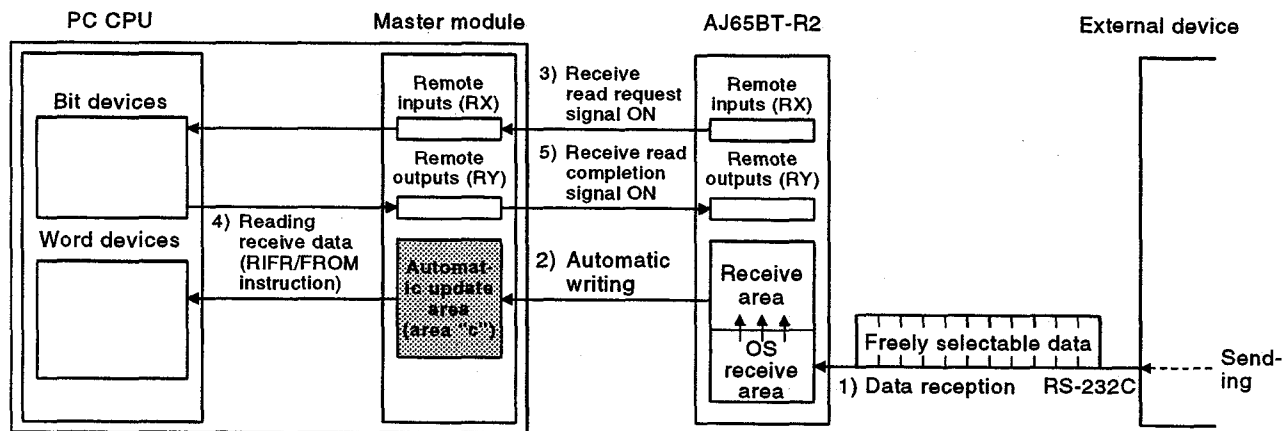 PC CPU
Master module
AJ65BT-R2
External device
Bit devices
Word devices
Remote
inputs (RX)
Remote
outputs (RY)
Automat-
ic update
area
(area "c")
3) Receive
read request
signal ON
5) Receive read
completion
signal ON
4) Reading
receive data
(RIFR/FROM
instruction)
2) Automatic
writing
Remote
inputs (RX)
Remote
outputs (RY)
Receive
area
OS
receive
area
Freely selectable data
1) Data reception
RS-232C
Send-
ing